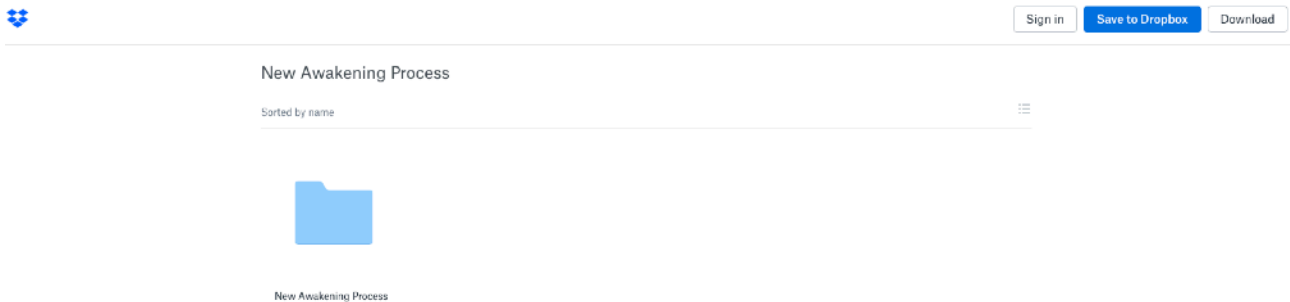 Sign in Save to Dropbox Download
New Awakening Process
Sorted by name
New Awakening Process